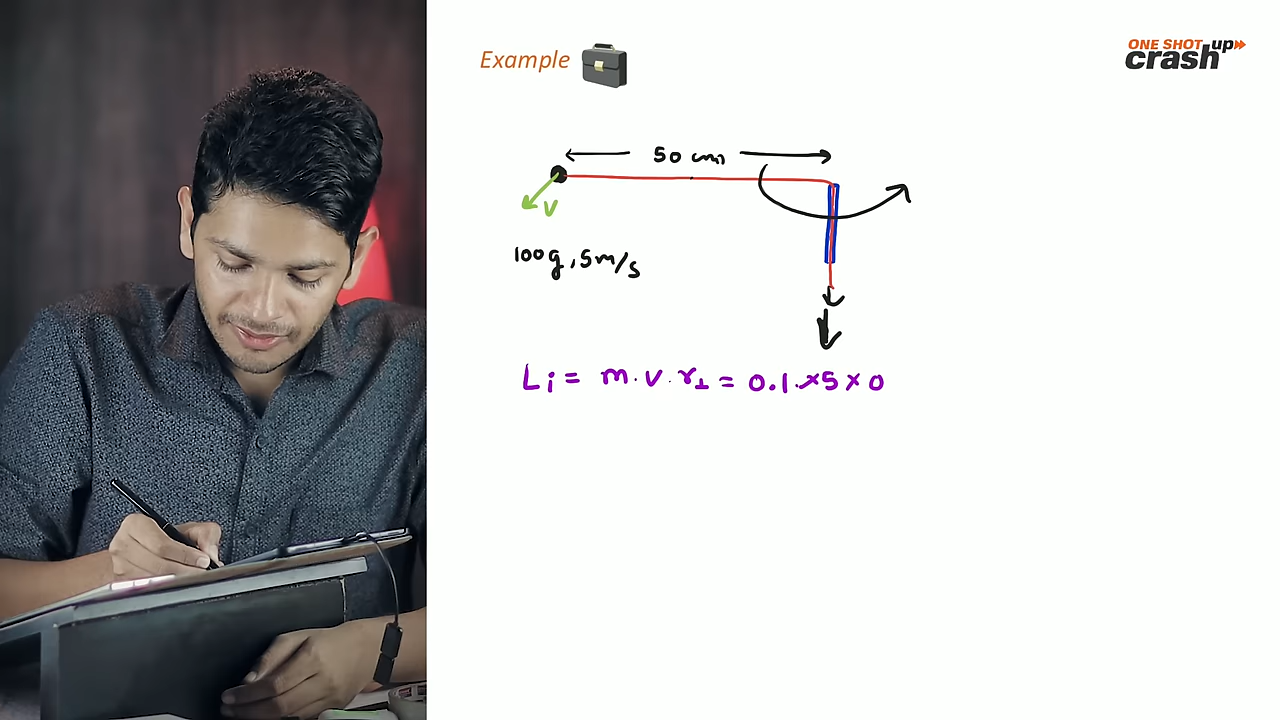 Example
ONE SHOT
crash up
50 cm
V
100g, 5m/s
Li = m.v.r⊥ = 0.1.×5×0